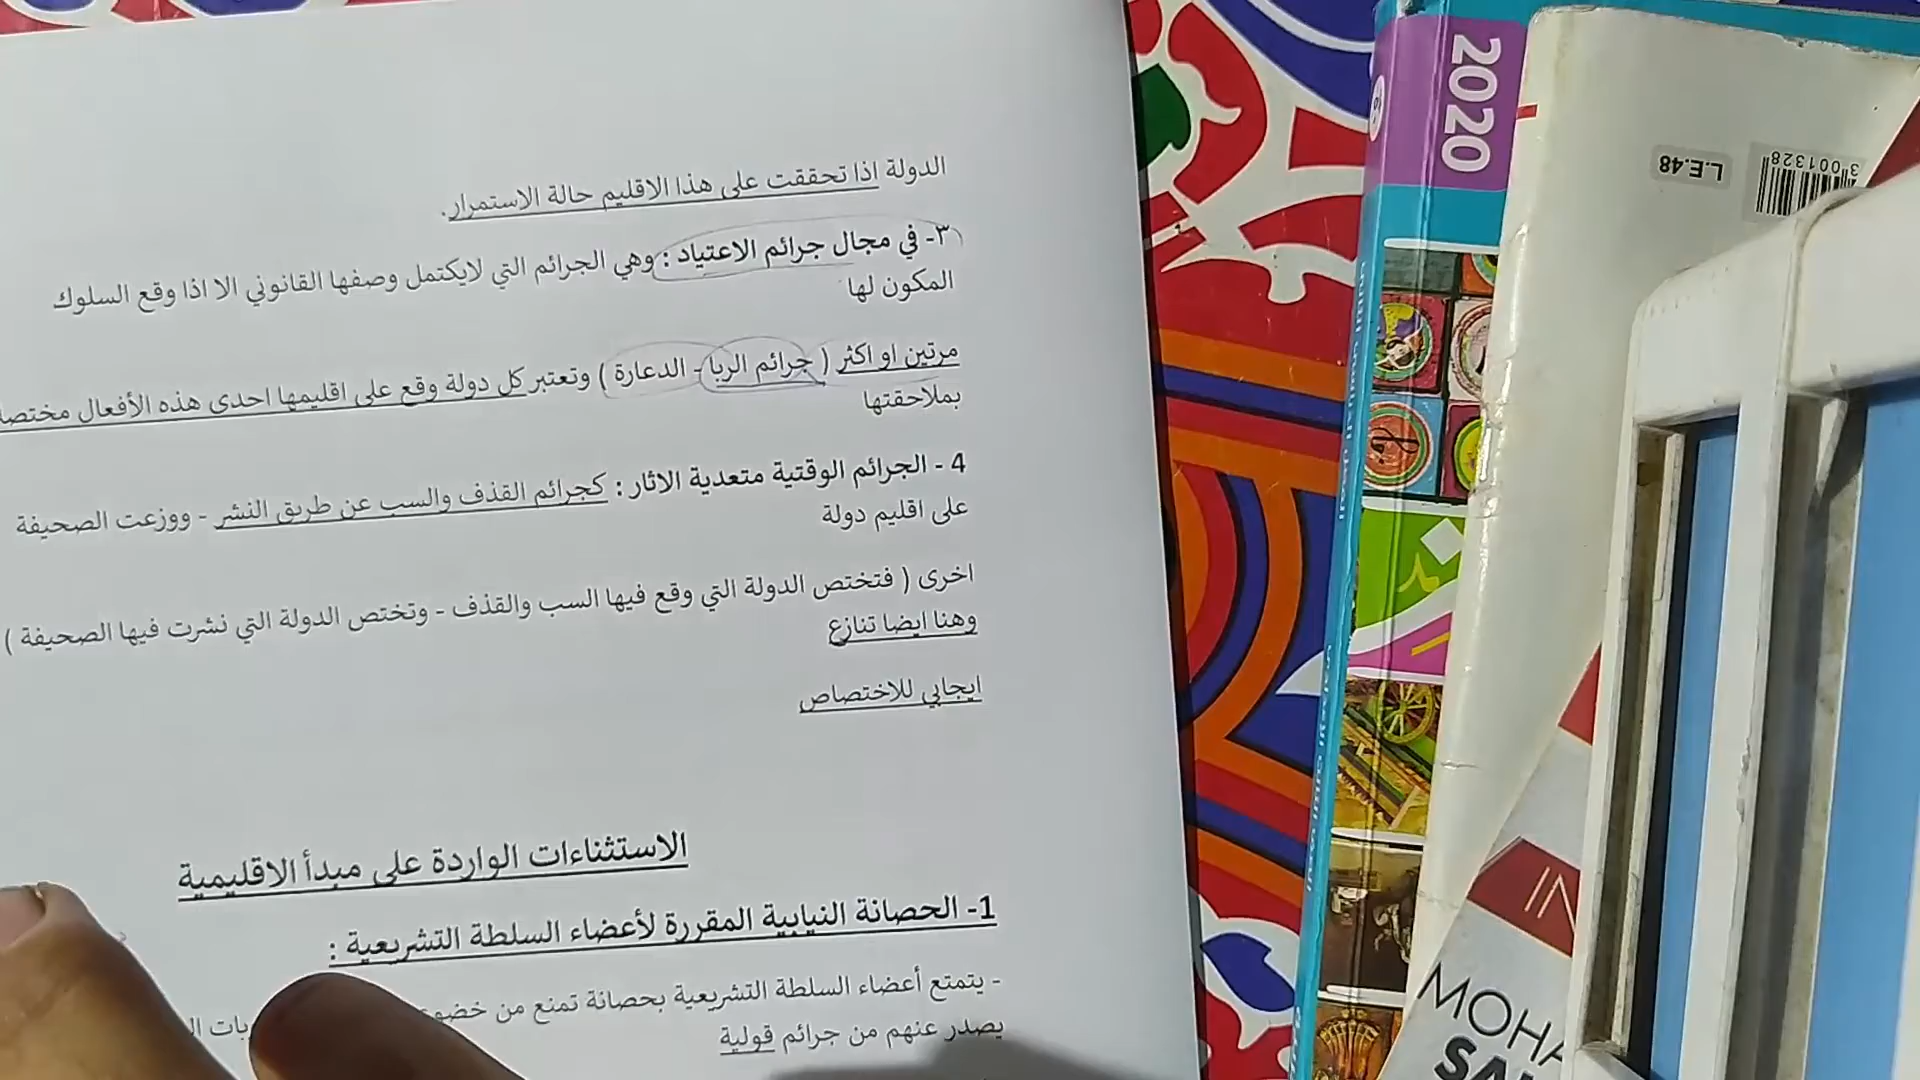 الدولة اذا تحققت على هذا الاقليم حالة الاستمرار.
٣- في مجال جرائم الاعتياد : وهي الجرائم التي لايكتمل وصفها القانوني الا اذا وقع السلوك
المكون لها
مرتين او اكثر ( جرائم الربا - الدعارة ) وتعتبر كل دولة وقع على اقليمها احدى هذه الأفعال
بملاحقتها
4 - الجرائم الوقتية متعدية الاثار : كجرائم القذف والسب عن طريق النشر - ووزعت الصحيفة
على اقليم دولة
اخرى ( فتختص الدولة التي وقع فيها السب والقذف - وتختص الدولة التي نشرت فيها الصحيفة )
وهنا ايضا تنازع
ايجابي للاختصاص
الاستثناءات الواردة على مبدأ الاقليمية
1- الحصانة النيابية المقررة لأعضاء السلطة التشريعية :
- يتمتع أعضاء السلطة التشريعية بحصانة تمنع من
يصدر عنهم من جرائم قولية
2020
L.E.48
3 001328
IN
MOHA